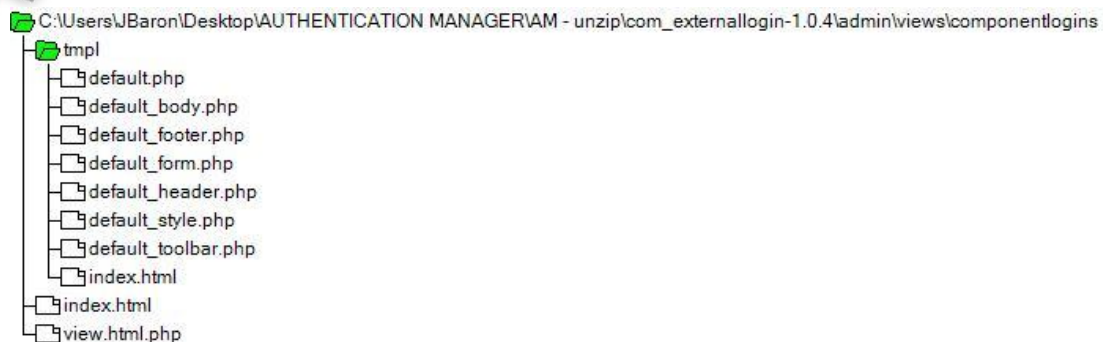 C:\Users\JBaron\Desktop\AUTHENTICATION MANAGER\AM - unzip\com_externallogin-1.0.4\admin\views\componentlogins
tmpl
default.php
default_body.php
default_footer.php
default_form.php
default_header.php
default_style.php
default_toolbar.php
index.html
index.html
view.html.php